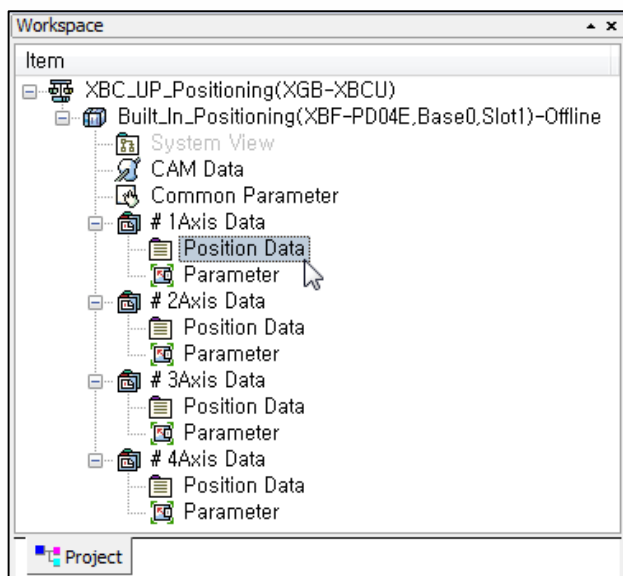 Workspace
Item
XBC_UP_Positioning(XGB-XBCU)
Built_In_Positioning(XBF-PD04E,Base0,Slot1)-Offline
System View
CAM Data
Common Parameter
# 1Axis Data
Position Data
Parameter
# 2Axis Data
Position Data
Parameter
# 3Axis Data
Position Data
Parameter
# 4Axis Data
Position Data
Parameter
Project